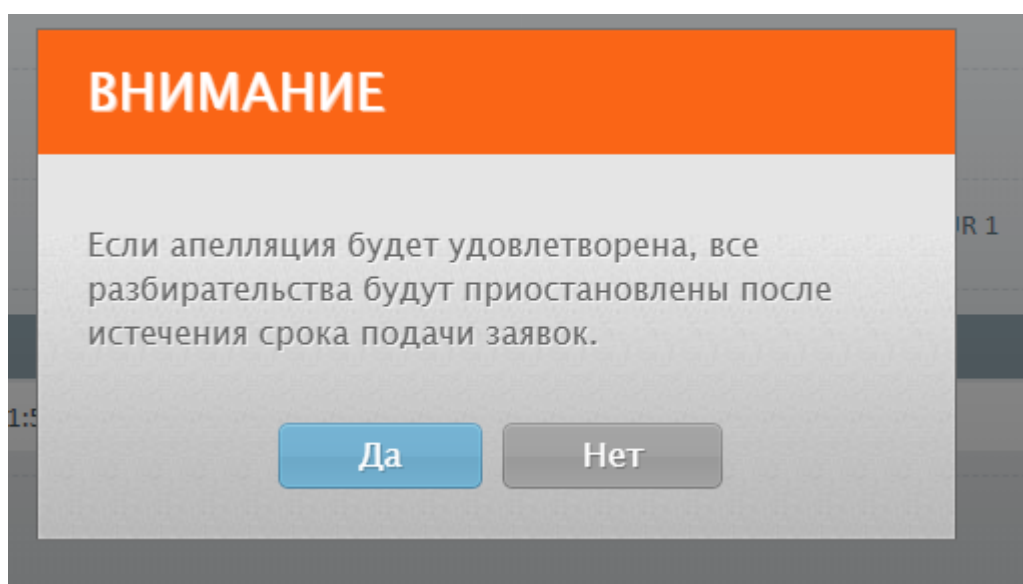 ВНИМАНИЕ
Если апелляция будет удовлетворена, все
разбирательства будут приостановлены после
истечения срока подачи заявок.
Да
Нет